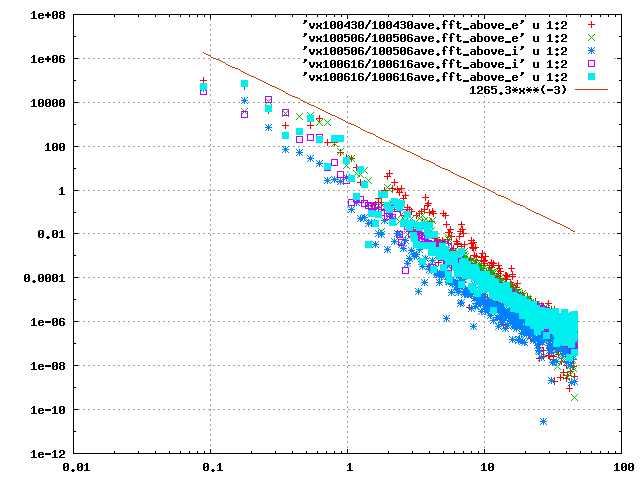 1e+08
'vx100430/100430ave.fft_above_e' u 1:2
'vx100506/100506ave.fft_above_e' u 1:2
1e+06
'vx100506/100506ave.fft_above_i' u 1:2
'vx100616/100616ave.fft_above_i' u 1:2
'vx100616/100616ave.fft_above_e' u 1:2
1265.3*x**(-3)
10000
100
1
0.01
0.0001
1e-06
1e-08
1e-10
1e-12
0.01 0.1 1 10 100